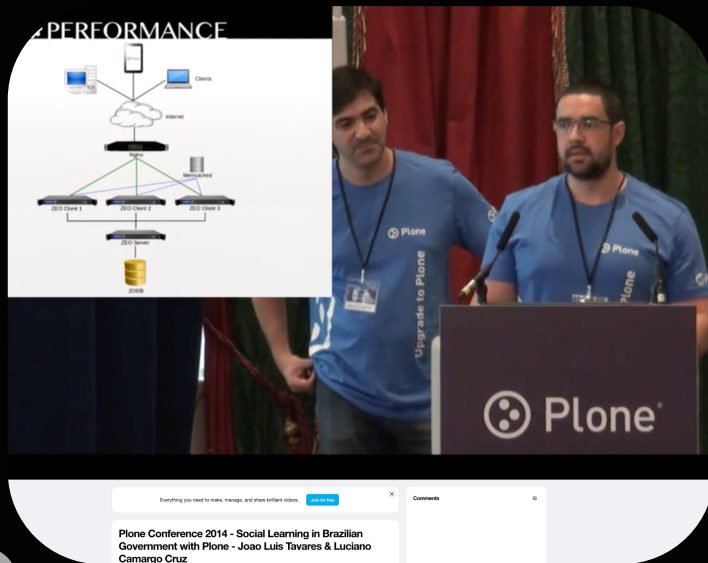 PERFORMANCE
Clients
Internet
Nginx
Memcached
ZEO Client 1
ZEO Client 2
ZEO Client 3
ZEO Server
ZODB
Plone
Upgrade to Plone
Plone
Plone
Plone
Everything you need to make, manage, and share brilliant videos.
Join for free
Comments
Plone Conference 2014 - Social Learning in Brazilian
Government with Plone - Joao Luis Tavares & Luciano
Camargo Cruz